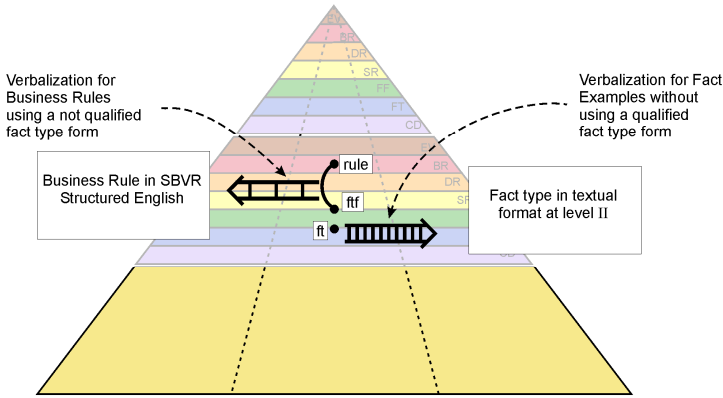 EV
BR
DR
SR
FF
FT
CD
Verbalization for
Business Rules
using a not qualified
fact type form
Verbalization for Fact
Examples without
using a qualified
fact type form
BR
DR
rule
ftf
ft
Business Rule in SBVR
Structured English
Fact type in textual
format at level II